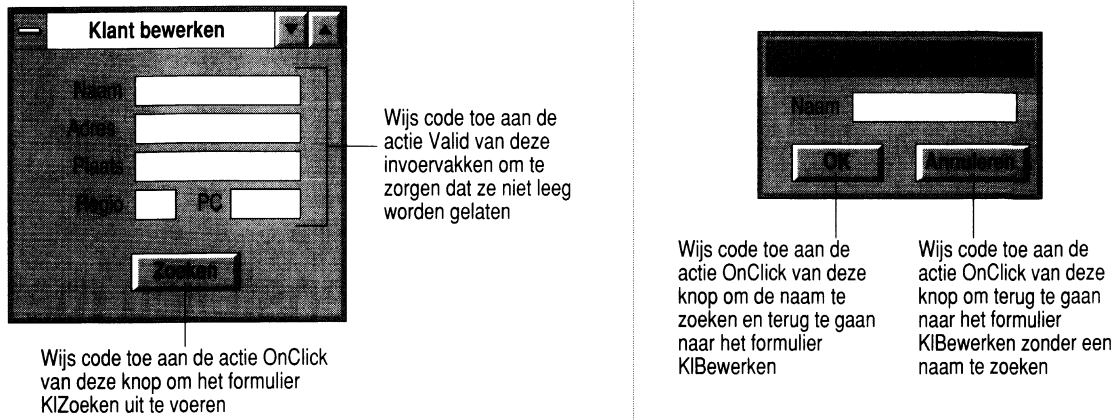 Klant bewerken
Naam
Adres
Plaats
Regio PC
Zoeken
Wijs code toe aan de
actie Valid van deze
invoervakken om te
zorgen dat ze niet leeg
worden gelaten
Wijs code toe aan de actie OnClick
van deze knop om het formulier
KlZoeken uit te voeren
Naam
OK Annuleren
Wijs code toe aan de
actie OnClick van deze
knop om de naam te
zoeken en terug te gaan
naar het formulier
KlBewerken
Wijs code toe aan de
actie OnClick van deze
knop om terug te gaan
naar het formulier
KlBewerken zonder een
naam te zoeken